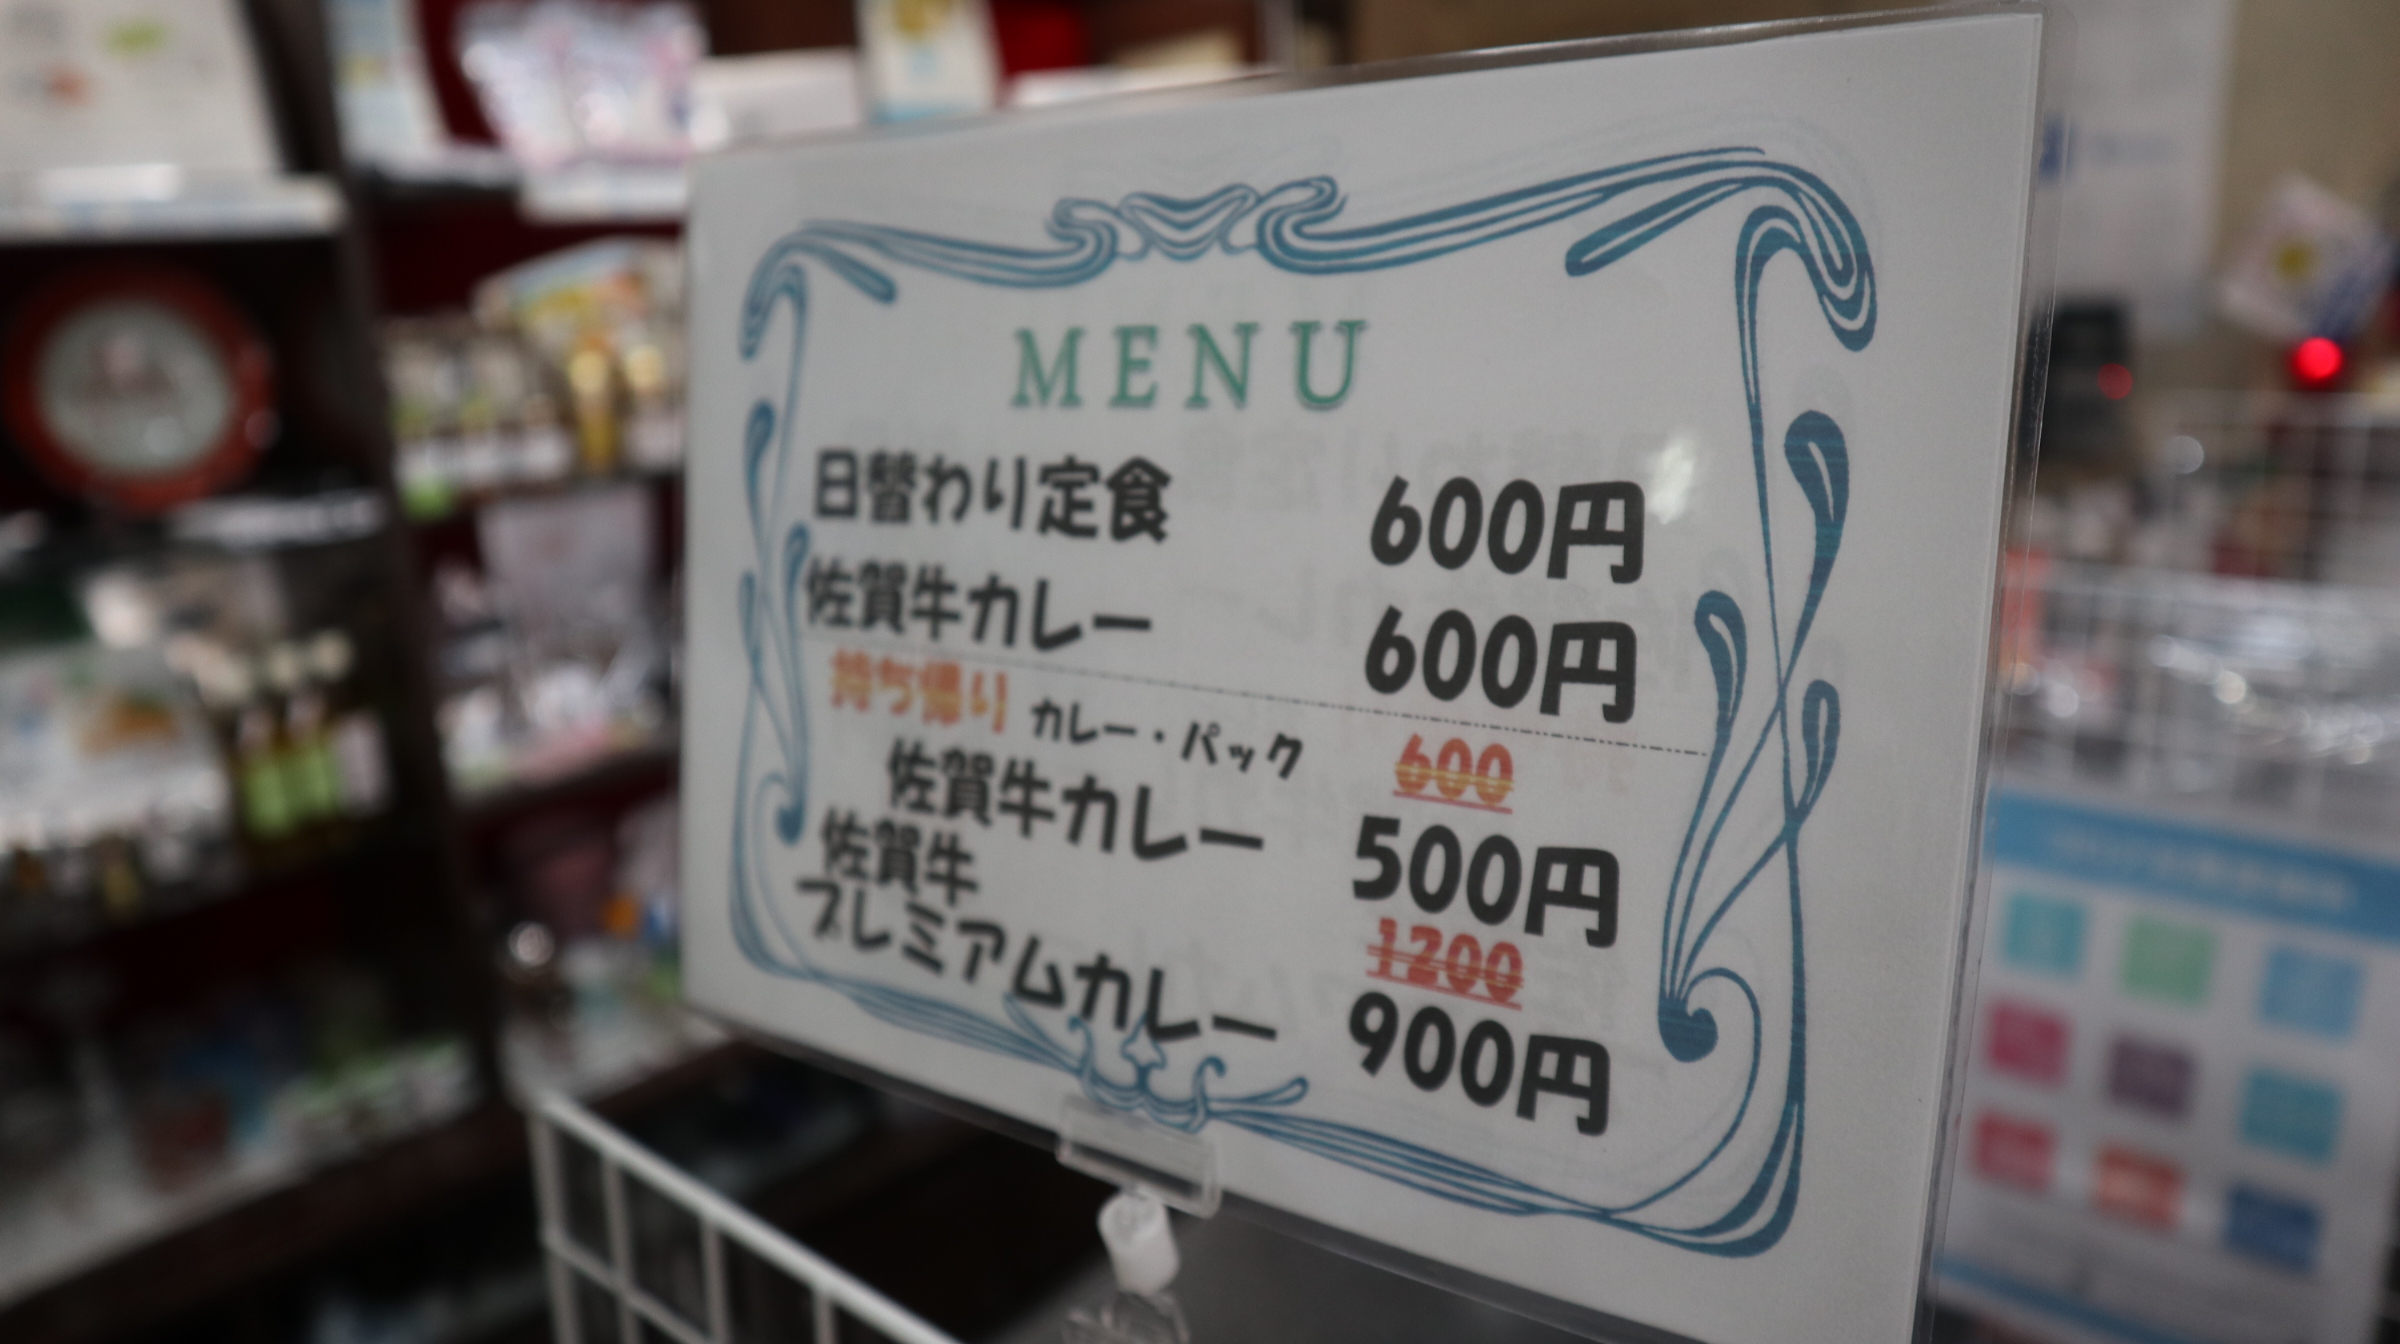 MENU
日替わり定食 600円
佐賀牛カレー 600円
持ち帰り カレー・パック 600
佐賀牛カレー 500円
佐賀牛 1200
プレミアムカレー 900円